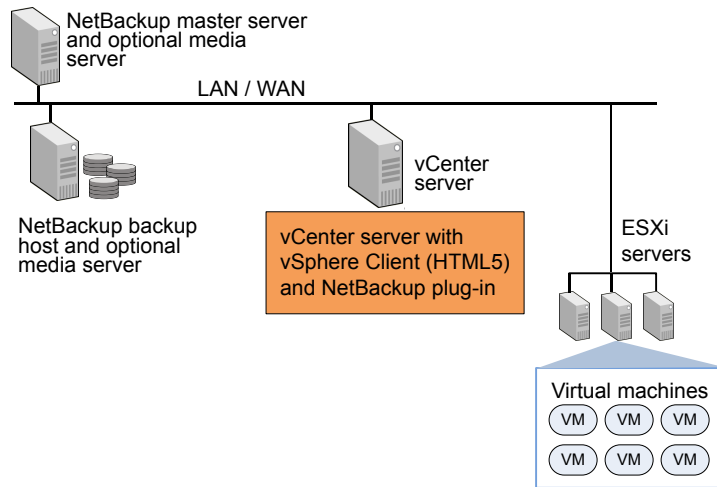 NetBackup master server
and optional media
server
LAN / WAN
vCenter
server
NetBackup backup
host and optional
media server
vCenter server with
vSphere Client (HTML5)
and NetBackup plug-in
ESXi
servers
Virtual machines
VM VM VM
VM VM VM